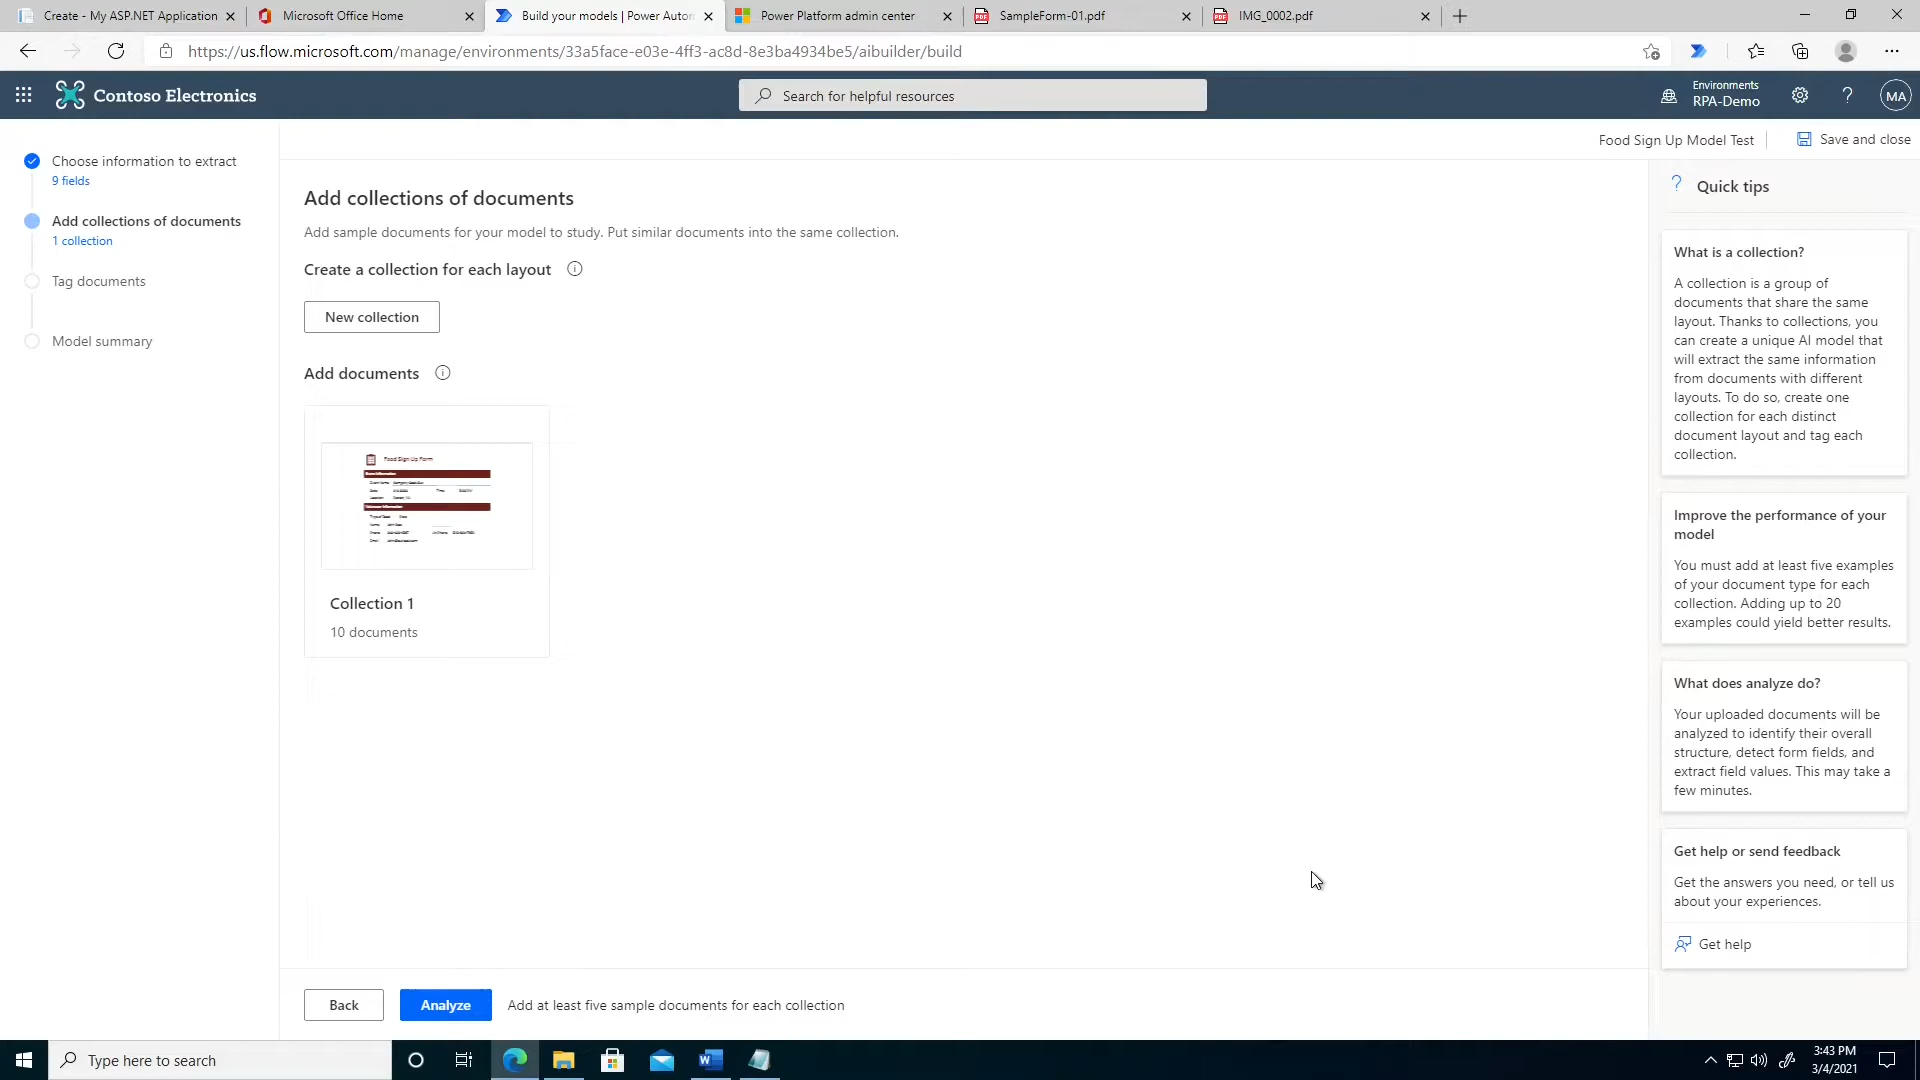 Create - My ASP.NET Application
Microsoft Office Home
Build your models | Power Autom
Power Platform admin center
SampleForm-01.pdf
IMG_0002.pdf
https://us.flow.microsoft.com/manage/environments/33a5face-e03e-4ff3-ac8d-8e3ba4934be5/aibuilder/build
Contoso Electronics
Search for helpful resources
Environments
RPA-Demo
MA
Food Sign Up Model Test
Save and close
Choose information to extract
9 fields
Add collections of documents
1 collection
Tag documents
Model summary
Add collections of documents
Add sample documents for your model to study. Put similar documents into the same collection.
Create a collection for each layout
New collection
Add documents
Food Sign Up Form
Collection 1
10 documents
Back
Analyze
Add at least five sample documents for each collection
Quick tips
What is a collection?
A collection is a group of
documents that share the same
layout. Thanks to collections, you
can create a unique AI model that
will extract the same information
from documents with different
layouts. To do so, create one
collection for each distinct
document layout and tag each
collection.
Improve the performance of your
model
You must add at least five examples
of your document type for each
collection. Adding up to 20
examples could yield better results.
What does analyze do?
Your uploaded documents will be
analyzed to identify their overall
structure, detect form fields, and
extract field values. This may take a
few minutes.
Get help or send feedback
Get the answers you need, or tell us
about your experiences.
Get help
Type here to search
3:43 PM
3/4/2021